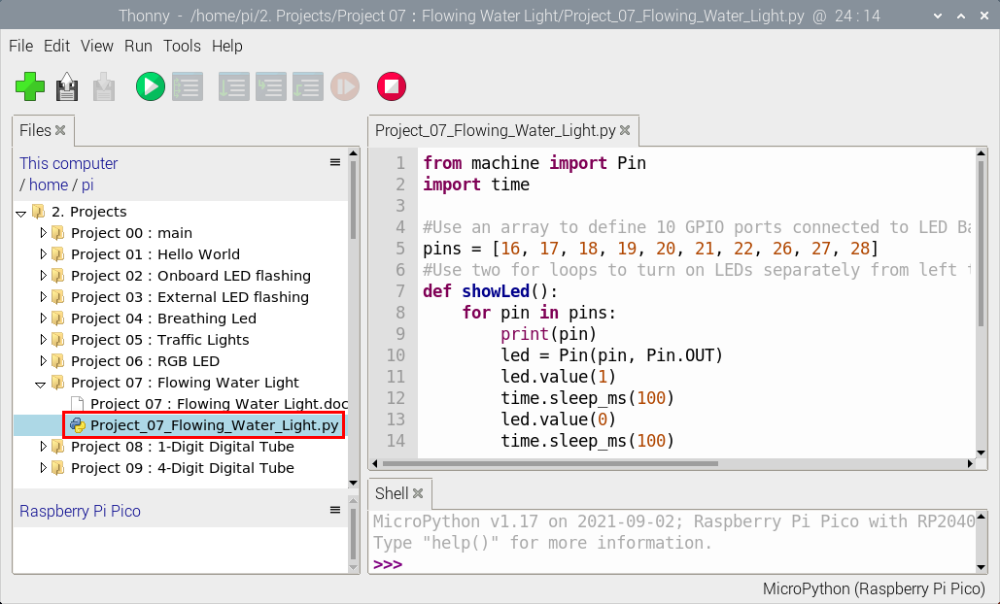 Thonny - /home/pi/2. Projects/Project 07 : Flowing Water Light/Project_07_Flowing_Water_Light.py @ 24 : 14
File Edit View Run Tools Help
Files
This computer
/ home / pi
2. Projects
Project 00 : main
Project 01 : Hello World
Project 02 : Onboard LED flashing
Project 03 : External LED flashing
Project 04 : Breathing Led
Project 05 : Traffic Lights
Project 06 : RGB LED
Project 07 : Flowing Water Light
Project 07 : Flowing Water Light.doc
Project_07_Flowing_Water_Light.py
Project 08 : 1-Digit Digital Tube
Project 09 : 4-Digit Digital Tube
Raspberry Pi Pico
Project_07_Flowing_Water_Light.py
1 from machine import Pin
2 import time
3
4 #Use an array to define 10 GPIO ports connected to LED Ba
5 pins = [16, 17, 18, 19, 20, 21, 22, 26, 27, 28]
6 #Use two for loops to turn on LEDs separately from left t
7 def showLed():
8     for pin in pins:
9         print(pin)
10         led = Pin(pin, Pin.OUT)
11         led.value(1)
12         time.sleep_ms(100)
13         led.value(0)
14         time.sleep_ms(100)
Shell
MicroPython v1.17 on 2021-09-02; Raspberry Pi Pico with RP2040
Type "help()" for more information.
>>>
MicroPython (Raspberry Pi Pico)